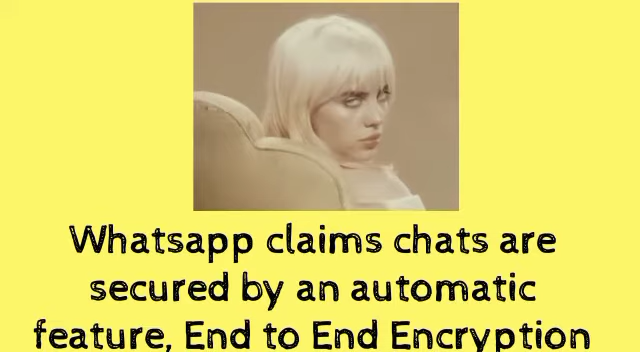 Whatsapp claims chats are
secured by an automatic
feature, End to End Encryption